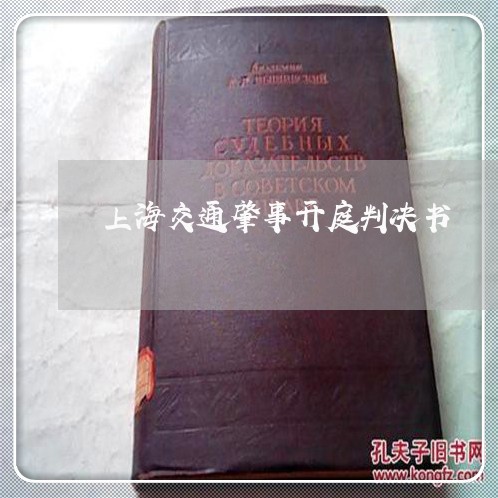 Академик
ВЫШИНСКИЙ
ТЕОРИЯ
СУДЕБНЫХ
ДОКАЗАТЕЛЬСТВ
В СОВЕТСКОМ
上海交通肇事开庭判决书
孔夫子旧书网
kongfz.com